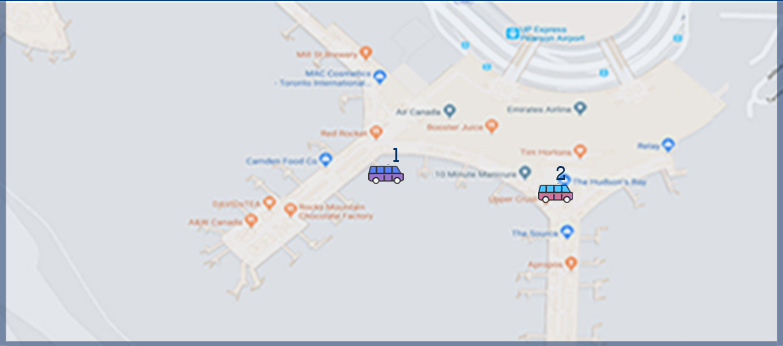 UP Express
Pearson Airport
Mill St Brewery
MAC Cosmetics
- Toronto International...
Air Canada
Emirates Airline
Booster Juice
Red Rocket
Tim Hortons
Relay
1
Camden Food Co
10 Minute Manicure
2
The Hudson's Bay
Upper Crust
DAVIDsTEA
Rocky Mountain
Chocolate Factory
A&W Canada
The Source
Apropos